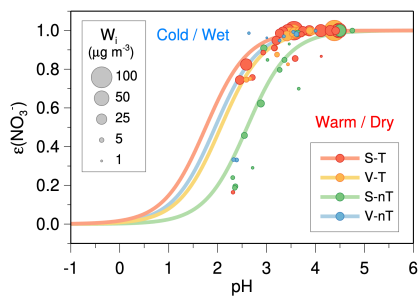 W_i
(μg m⁻³)
100
50
25
5
1
Cold / Wet
Warm / Dry
S-T
V-T
S-nT
V-nT
ε(NO₃⁻)
1.0
0.8
0.6
0.4
0.2
0.0
-1 0 1 2 3 4 5 6
pH